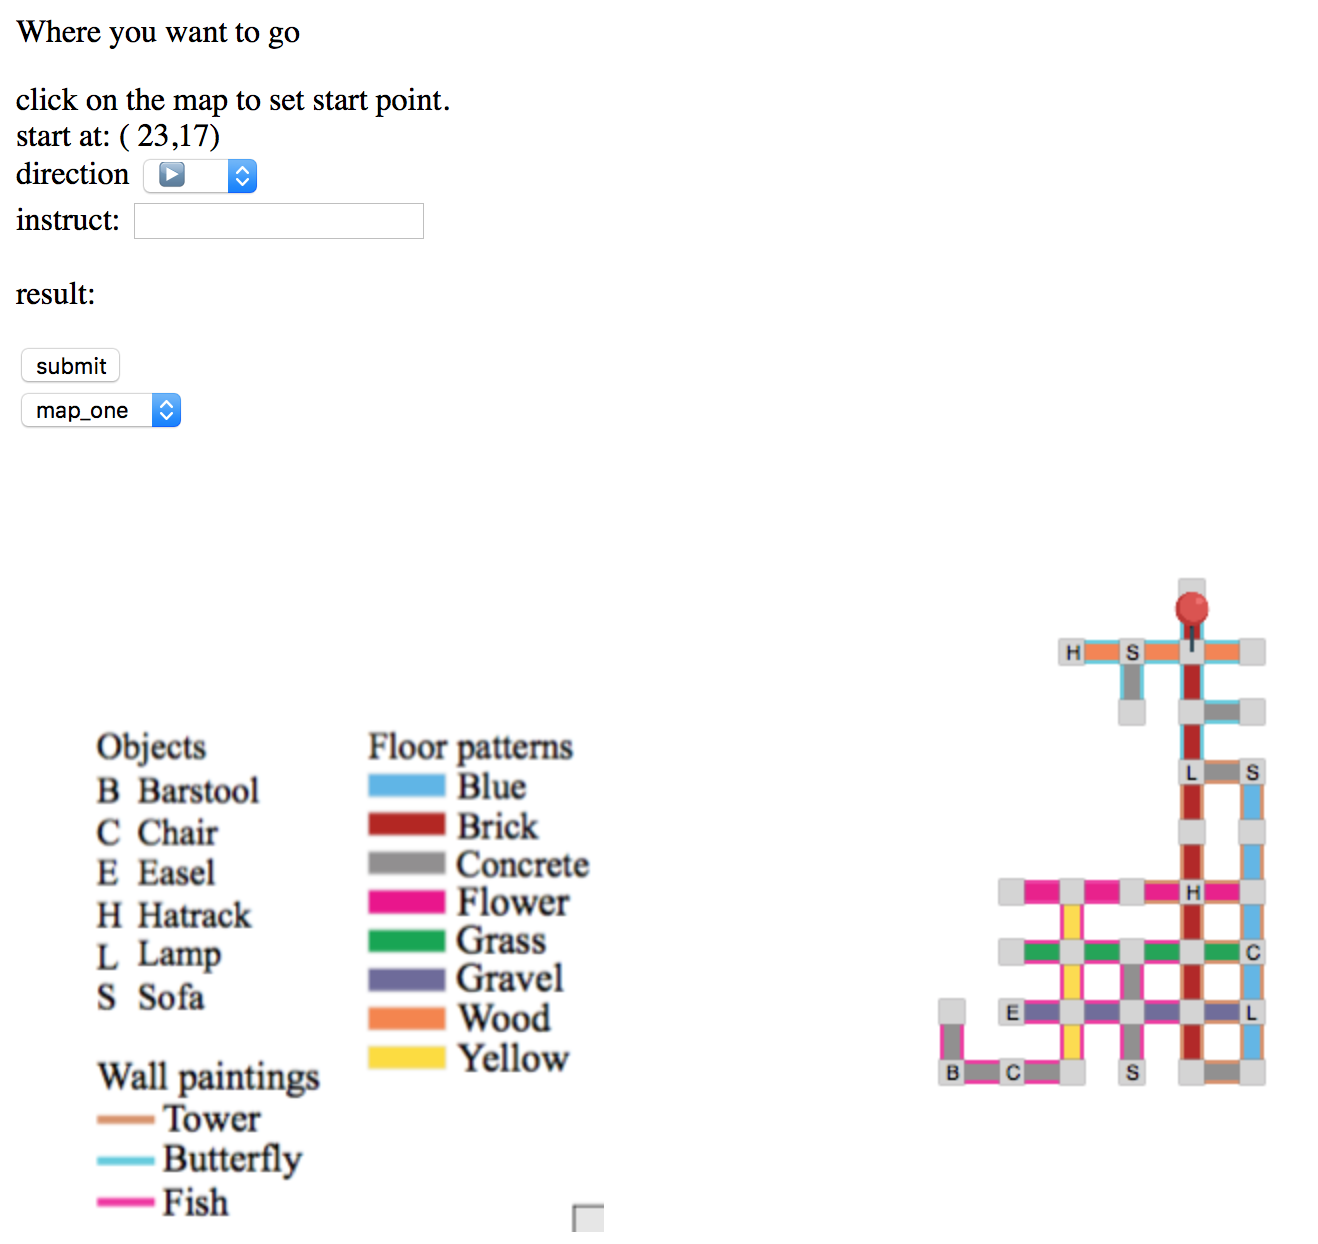 Where you want to go
click on the map to set start point.
start at: ( 23,17)
direction
instruct:
result:
submit
map_one
Objects
B Barstool
C Chair
E Easel
H Hatrack
L Lamp
S Sofa
Wall paintings
Tower
Butterfly
Fish
Floor patterns
Blue
Brick
Concrete
Flower
Grass
Gravel
Wood
Yellow
H S
L S
H
C
E L
B C S